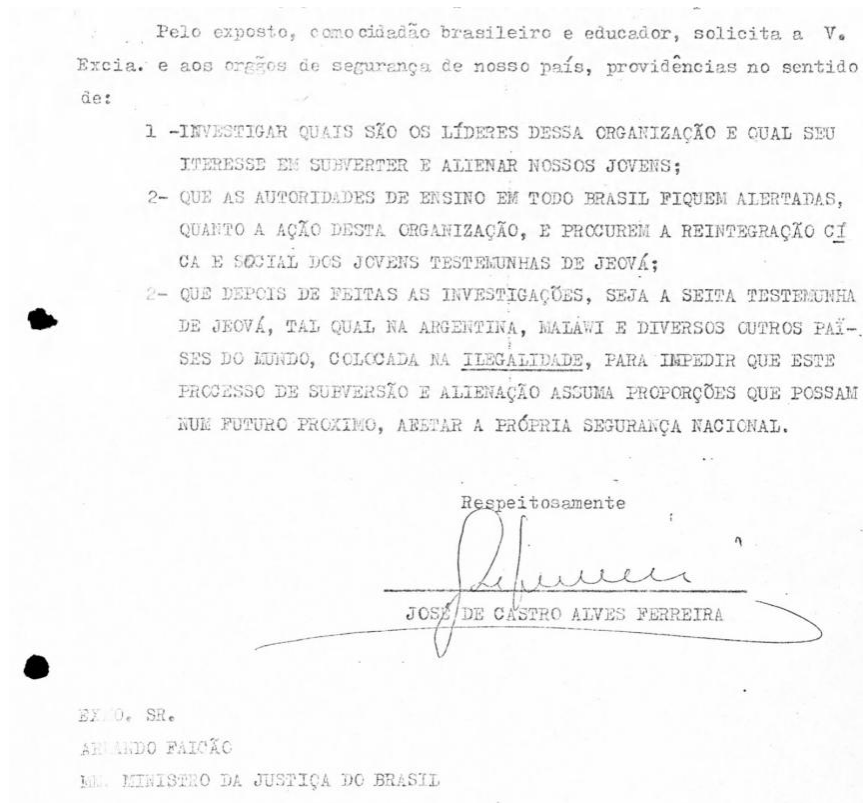 Pelo exposto, como cidadão brasileiro e educador, solicita a V.
Excia. e aos orgãos de segurança de nosso país, providências no sentido
de:
1 -INVESTIGAR QUAIS SÃO OS LÍDERES DESSA ORGANIZAÇÃO E QUAL SEU
ITERESSE EM SUBVERTER E ALIENAR NOSSOS JOVENS;
2- QUE AS AUTORIDADES DE ENSINO EM TODO BRASIL FIQUEM ALERTADAS,
QUANTO A AÇÃO DESTA ORGANIZAÇÃO, E PROCUREM A REINTEGRAÇÃO CÍ
CA E SOCIAL DOS JOVENS TESTEMUNHAS DE JEOVÁ;
2- QUE DEPOIS DE FEITAS AS INVESTIGAÇÕES, SEJA A SEITA TESTEMUNHA
DE JEOVÁ, TAL QUAL NA ARGENTINA, MALÁWI E DIVERSOS OUTROS PAÍ-
SES DO MUNDO, COLOCADA NA ILEGALIDADE, PARA IMPEDIR QUE ESTE
PROCESSO DE SUBVERSÃO E ALIENAÇÃO ASSUMA PROPORÇÕES QUE POSSAM
NUM FUTURO PROXIMO, AFETAR A PRÓPRIA SEGURANÇA NACIONAL.
Respeitosamente
JOSÉ DE CASTRO ALVES FERREIRA
EXMO. SR.
ARMANDO FALCÃO
MINISTRO DA JUSTIÇA DO BRASIL